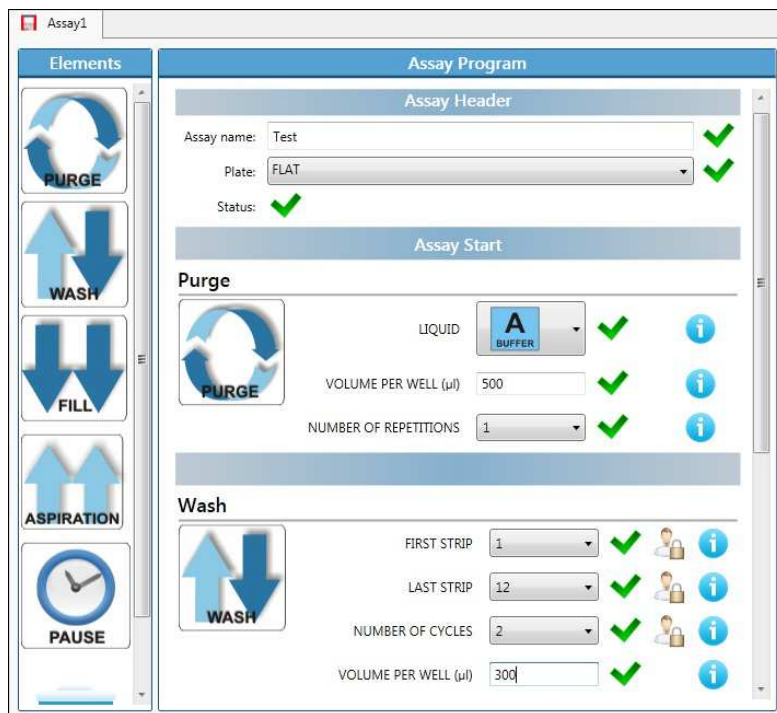 Assay1
Elements
PURGE
WASH
FILL
ASPIRATION
PAUSE
Assay Program
Assay Header
Assay name: Test
Plate: FLAT
Status:
Assay Start
Purge
PURGE
LIQUID A BUFFER
VOLUME PER WELL (µl) 500
NUMBER OF REPETITIONS 1
Wash
WASH
FIRST STRIP 1
LAST STRIP 12
NUMBER OF CYCLES 2
VOLUME PER WELL (µl) 300